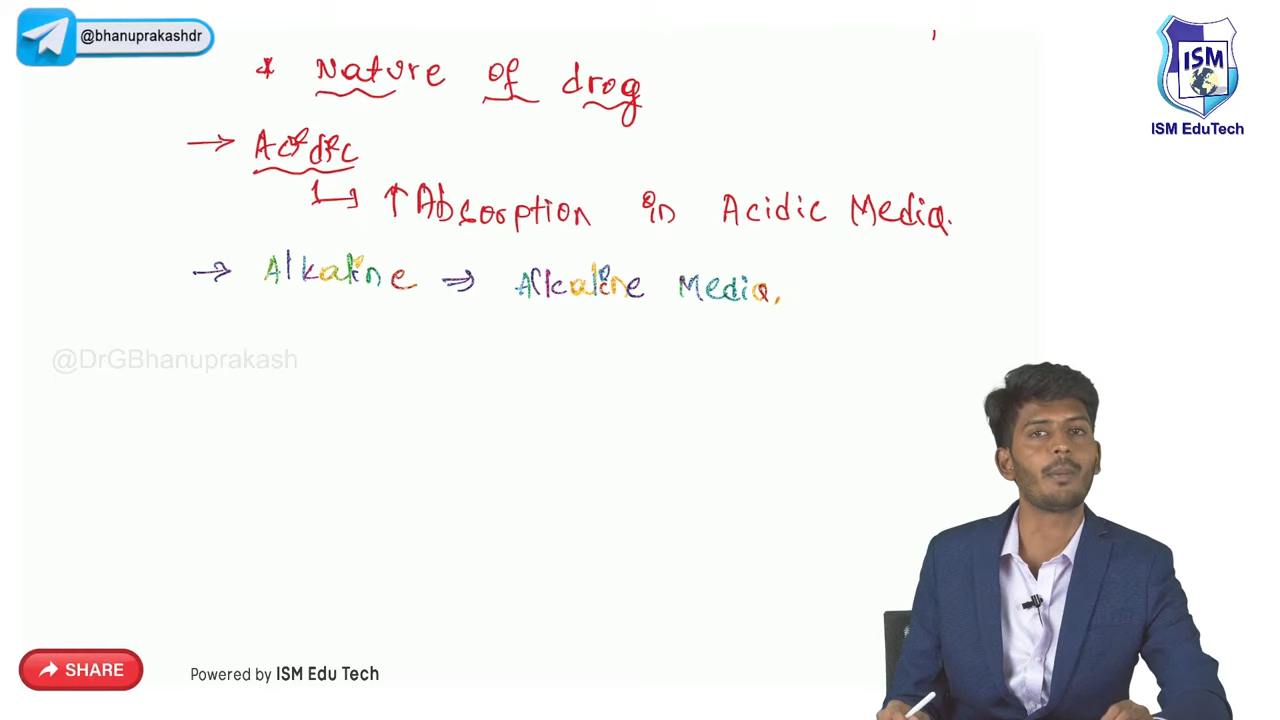 @bhanuprakashdr
* Nature of drog
→ Acidic
↑ Absorption in Acidic Media.
→ Alkaline ⇒ Alkaline Media.
@DrGBhanuprakash
ISM
ISM EduTech
SHARE
Powered by ISM Edu Tech